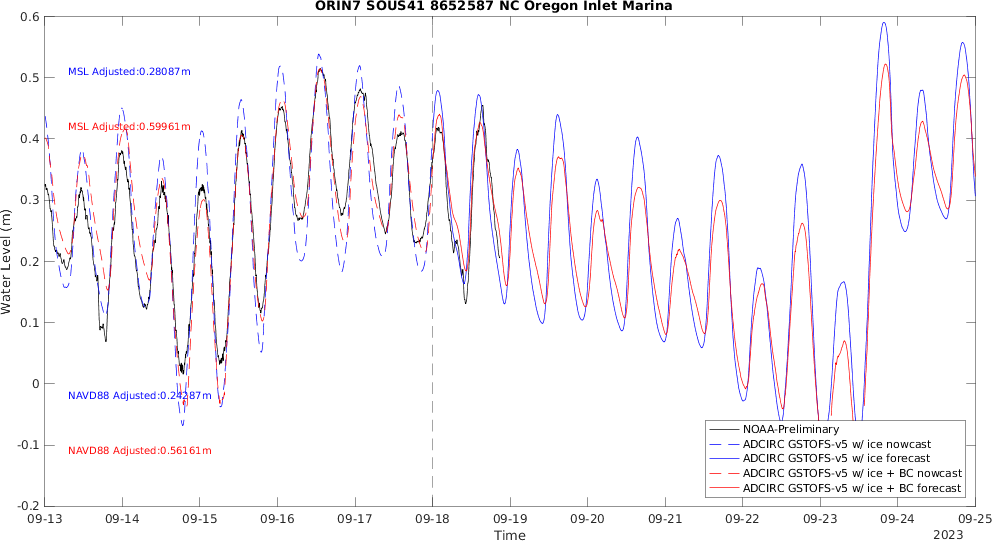 ORIN7 SOUS41 8652587 NC Oregon Inlet Marina
0.6
0.5
0.4
0.3
0.2
0.1
0
-0.1
-0.2
Water Level (m)
MSL Adjusted:0.28087m
MSL Adjusted:0.59961m
NAVD88 Adjusted:0.24287m
NAVD88 Adjusted:0.56161m
NOAA-Preliminary
ADCIRC GSTOFS-v5 w/ ice nowcast
ADCIRC GSTOFS-v5 w/ ice forecast
ADCIRC GSTOFS-v5 w/ ice + BC nowcast
ADCIRC GSTOFS-v5 w/ ice + BC forecast
09-13 09-14 09-15 09-16 09-17 09-18 09-19 09-20 09-21 09-22 09-23 09-24 09-25
Time
2023